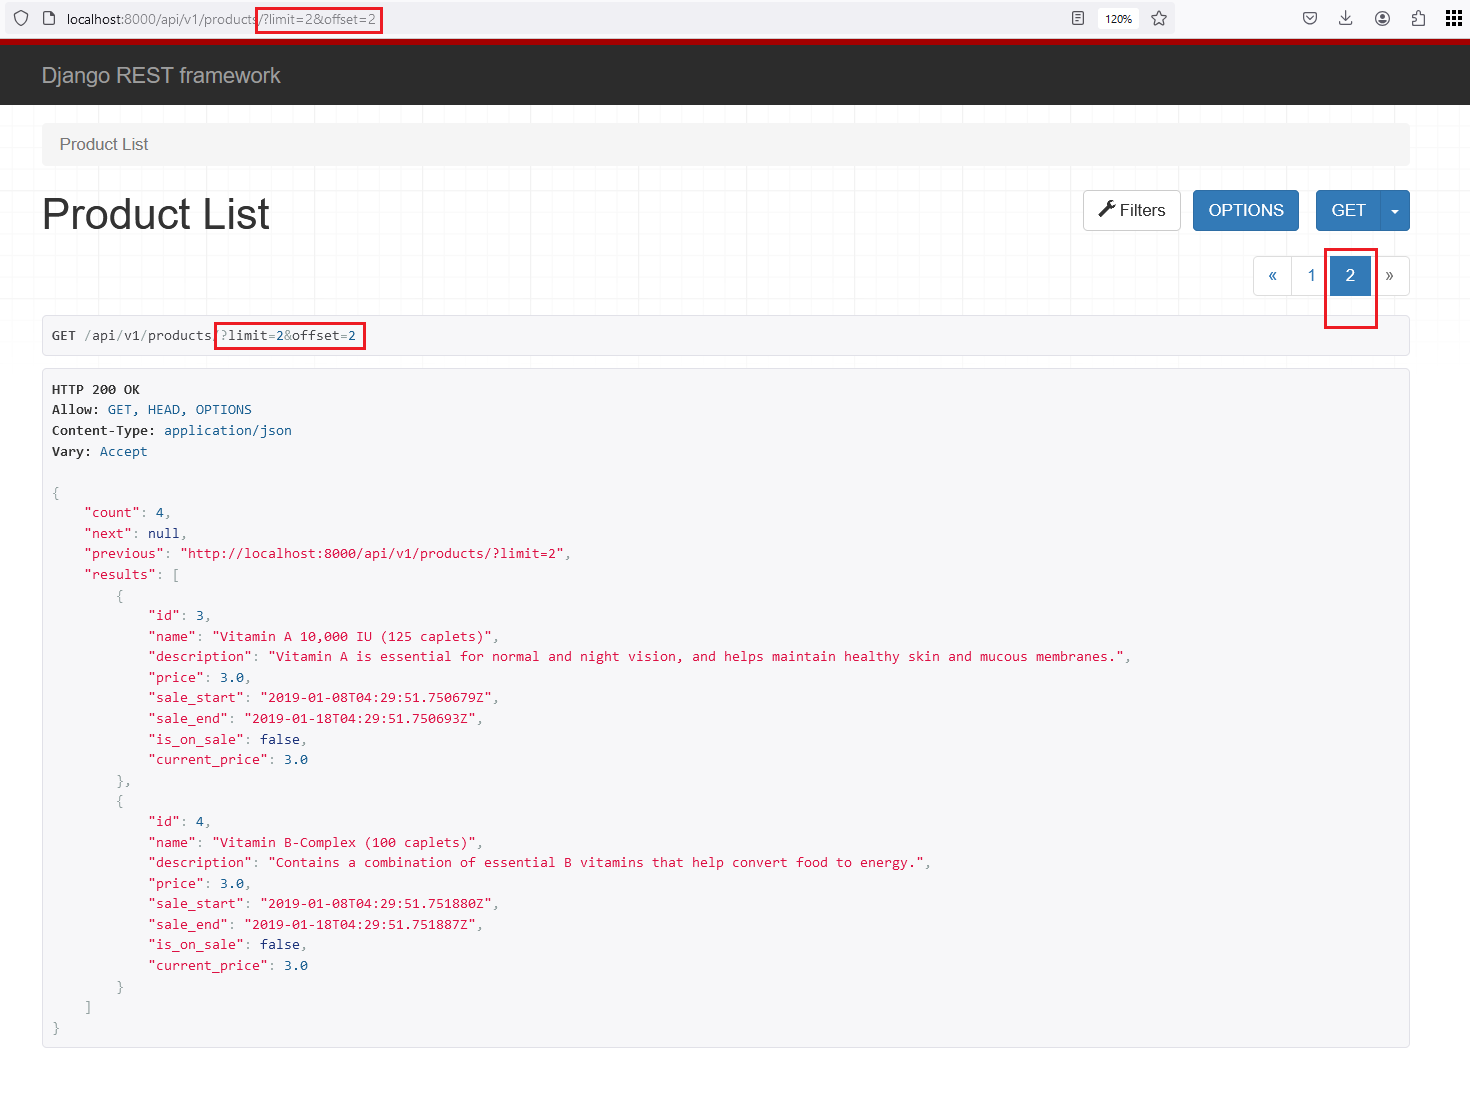 localhost:8000/api/v1/products/?limit=2&offset=2
120%
Django REST framework
Product List
Product List
Filters
OPTIONS
GET
« 1 2 »
GET /api/v1/products/?limit=2&offset=2
HTTP 200 OK
Allow: GET, HEAD, OPTIONS
Content-Type: application/json
Vary: Accept
{
"count": 4,
"next": null,
"previous": "http://localhost:8000/api/v1/products/?limit=2",
"results": [
{
"id": 3,
"name": "Vitamin A 10,000 IU (125 caplets)",
"description": "Vitamin A is essential for normal and night vision, and helps maintain healthy skin and mucous membranes.",
"price": 3.0,
"sale_start": "2019-01-08T04:29:51.750679Z",
"sale_end": "2019-01-18T04:29:51.750693Z",
"is_on_sale": false,
"current_price": 3.0
},
{
"id": 4,
"name": "Vitamin B-Complex (100 caplets)",
"description": "Contains a combination of essential B vitamins that help convert food to energy.",
"price": 3.0,
"sale_start": "2019-01-08T04:29:51.751880Z",
"sale_end": "2019-01-18T04:29:51.751887Z",
"is_on_sale": false,
"current_price": 3.0
}
]
}